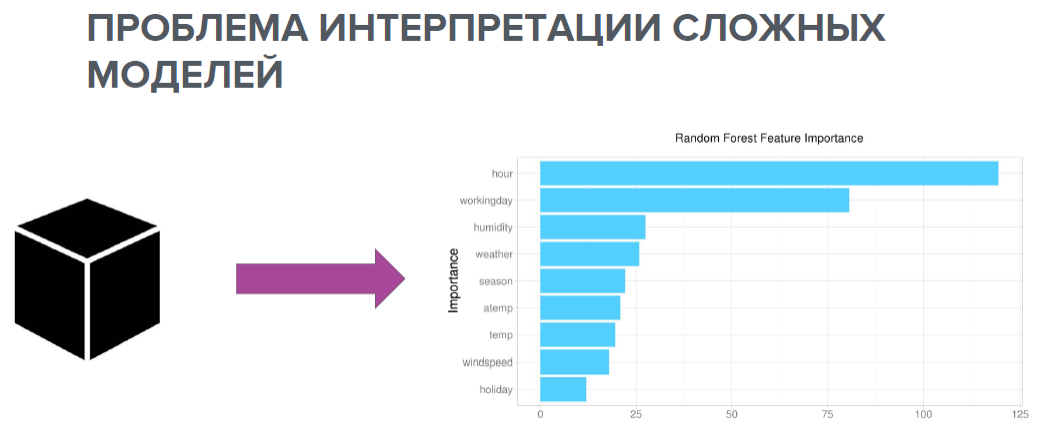 ПРОБЛЕМА ИНТЕРПРЕТАЦИИ СЛОЖНЫХ
МОДЕЛЕЙ
Random Forest Feature Importance
Importance
hour
workingday
humidity
weather
season
atemp
temp
windspeed
holiday
0 25 50 75 100 125